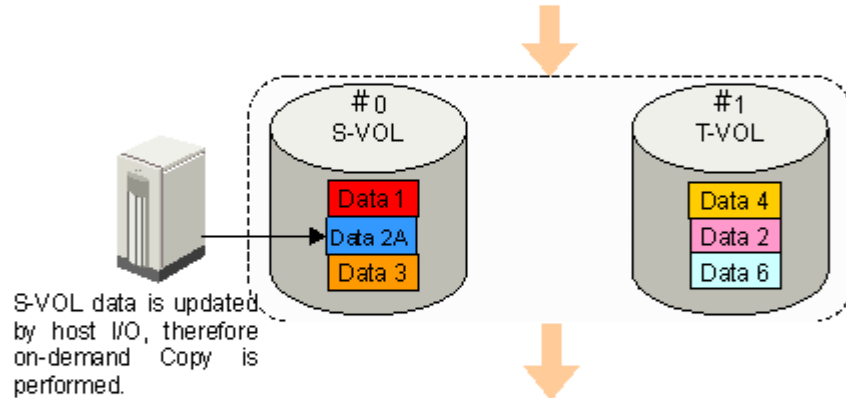 #0
S-VOL
Data 1
Data 2A
Data 3
#1
T-VOL
Data 4
Data 2
Data 6
S-VOL data is updated
by host I/O, therefore
on-demand Copy is
performed.